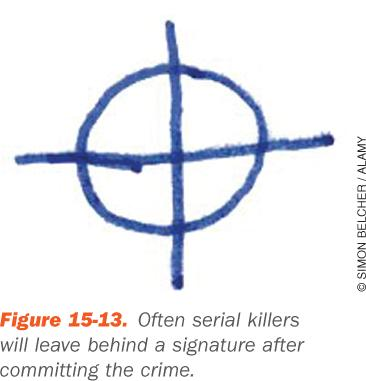 © SIMON BELCHER / ALAMY
Figure 15-13. Often serial killers
will leave behind a signature after
committing the crime.